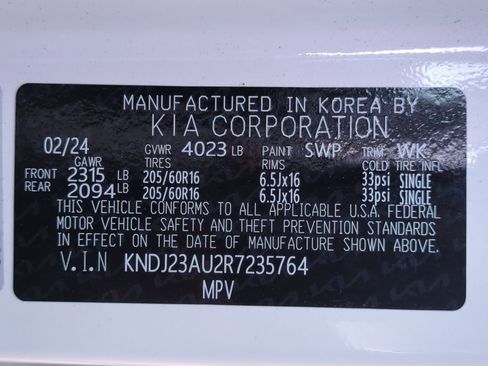 MANUFACTURED IN KOREA BY
KIA CORPORATION
02/24 GVWR 4023 LB PAINT SWP TRIM WK
GAWR TIRES RIMS COLD TIRE INFL
FRONT 2315 LB 205/60R16 6.5Jx16 33psi SINGLE
REAR 2094 LB 205/60R16 6.5Jx16 33psi SINGLE
THIS VEHICLE CONFORMS TO ALL APPLICABLE U.S.A. FEDERAL
MOTOR VEHICLE SAFETY AND THEFT PREVENTION STANDARDS
IN EFFECT ON THE DATE OF MANUFACTURE SHOWN ABOVE.
V.I.N KNDJ23AU2R7235764
MPV